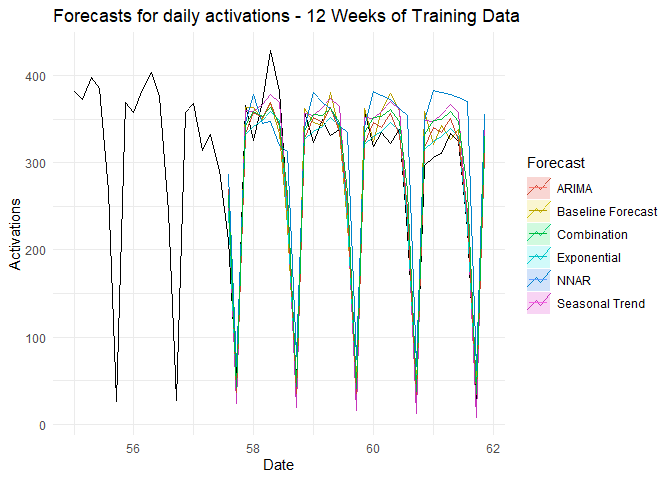 Forecasts for daily activations - 12 Weeks of Training Data
400
300
200
100
0
Activations
56
58
60
62
Date
Forecast
ARIMA
Baseline Forecast
Combination
Exponential
NNAR
Seasonal Trend